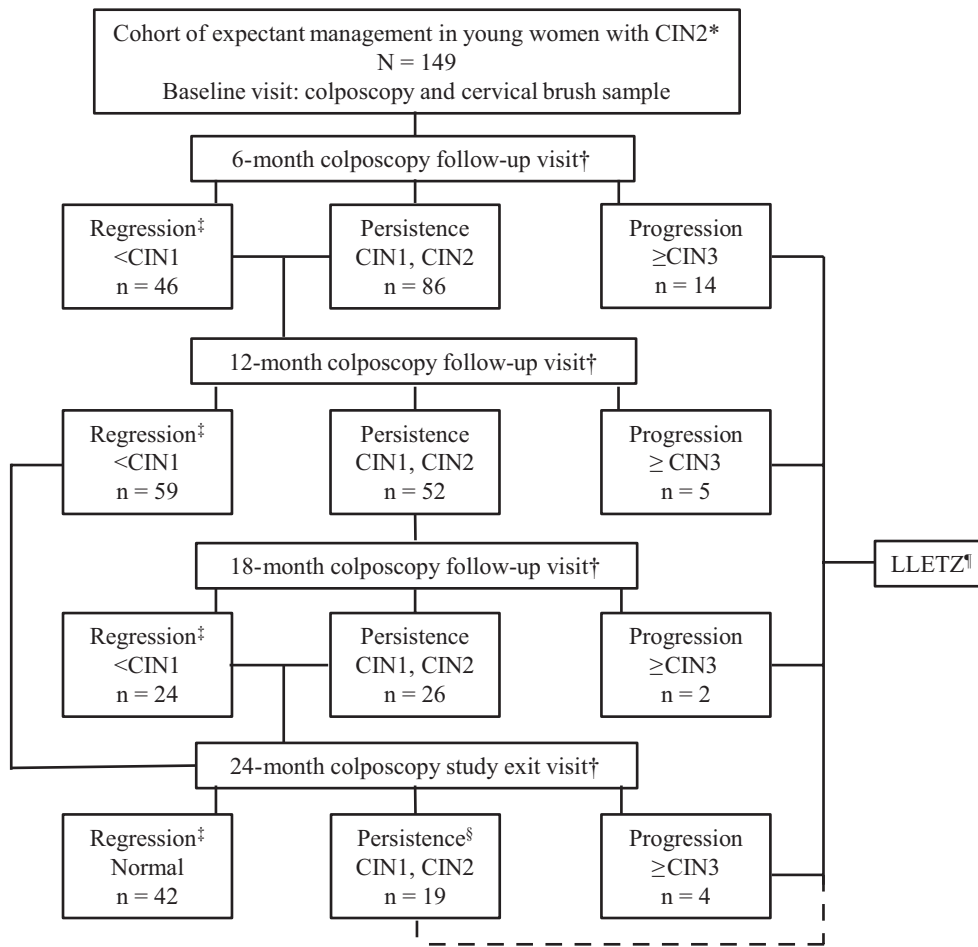 Cohort of expectant management in young women with CIN2*
N = 149
Baseline visit: colposcopy and cervical brush sample
6-month colposcopy follow-up visit†
Regression‡
<CIN1
n = 46
Persistence
CIN1, CIN2
n = 86
Progression
≥CIN3
n = 14
12-month colposcopy follow-up visit†
Regression‡
<CIN1
n = 59
Persistence
CIN1, CIN2
n = 52
Progression
≥ CIN3
n = 5
LLETZ¶
18-month colposcopy follow-up visit†
Regression‡
<CIN1
n = 24
Persistence
CIN1, CIN2
n = 26
Progression
≥CIN3
n = 2
24-month colposcopy study exit visit†
Regression‡
Normal
n = 42
Persistence§
CIN1, CIN2
n = 19
Progression
≥CIN3
n = 4